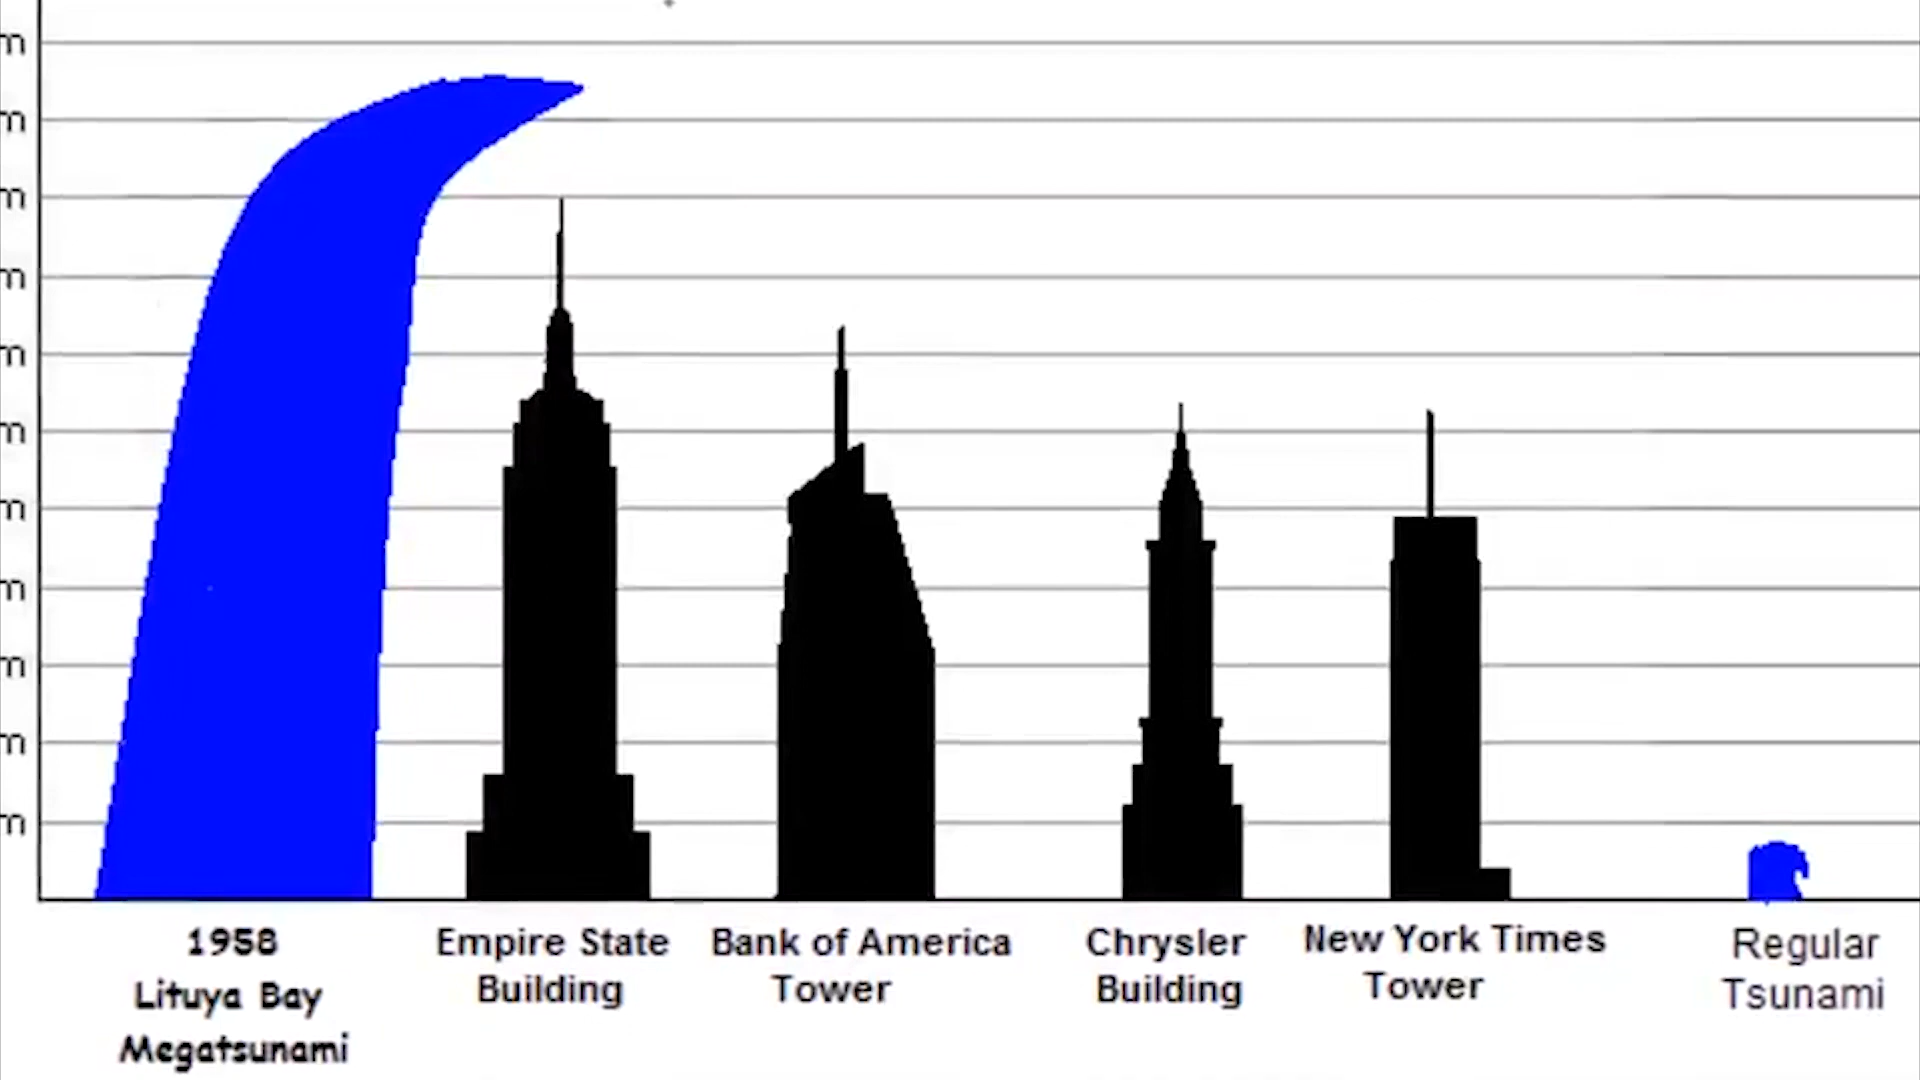 m
m
m
m
m
m
m
m
m
m
m
1958
Lituya Bay
Megatsunami
Empire State
Building
Bank of America
Tower
Chrysler
Building
New York Times
Tower
Regular
Tsunami